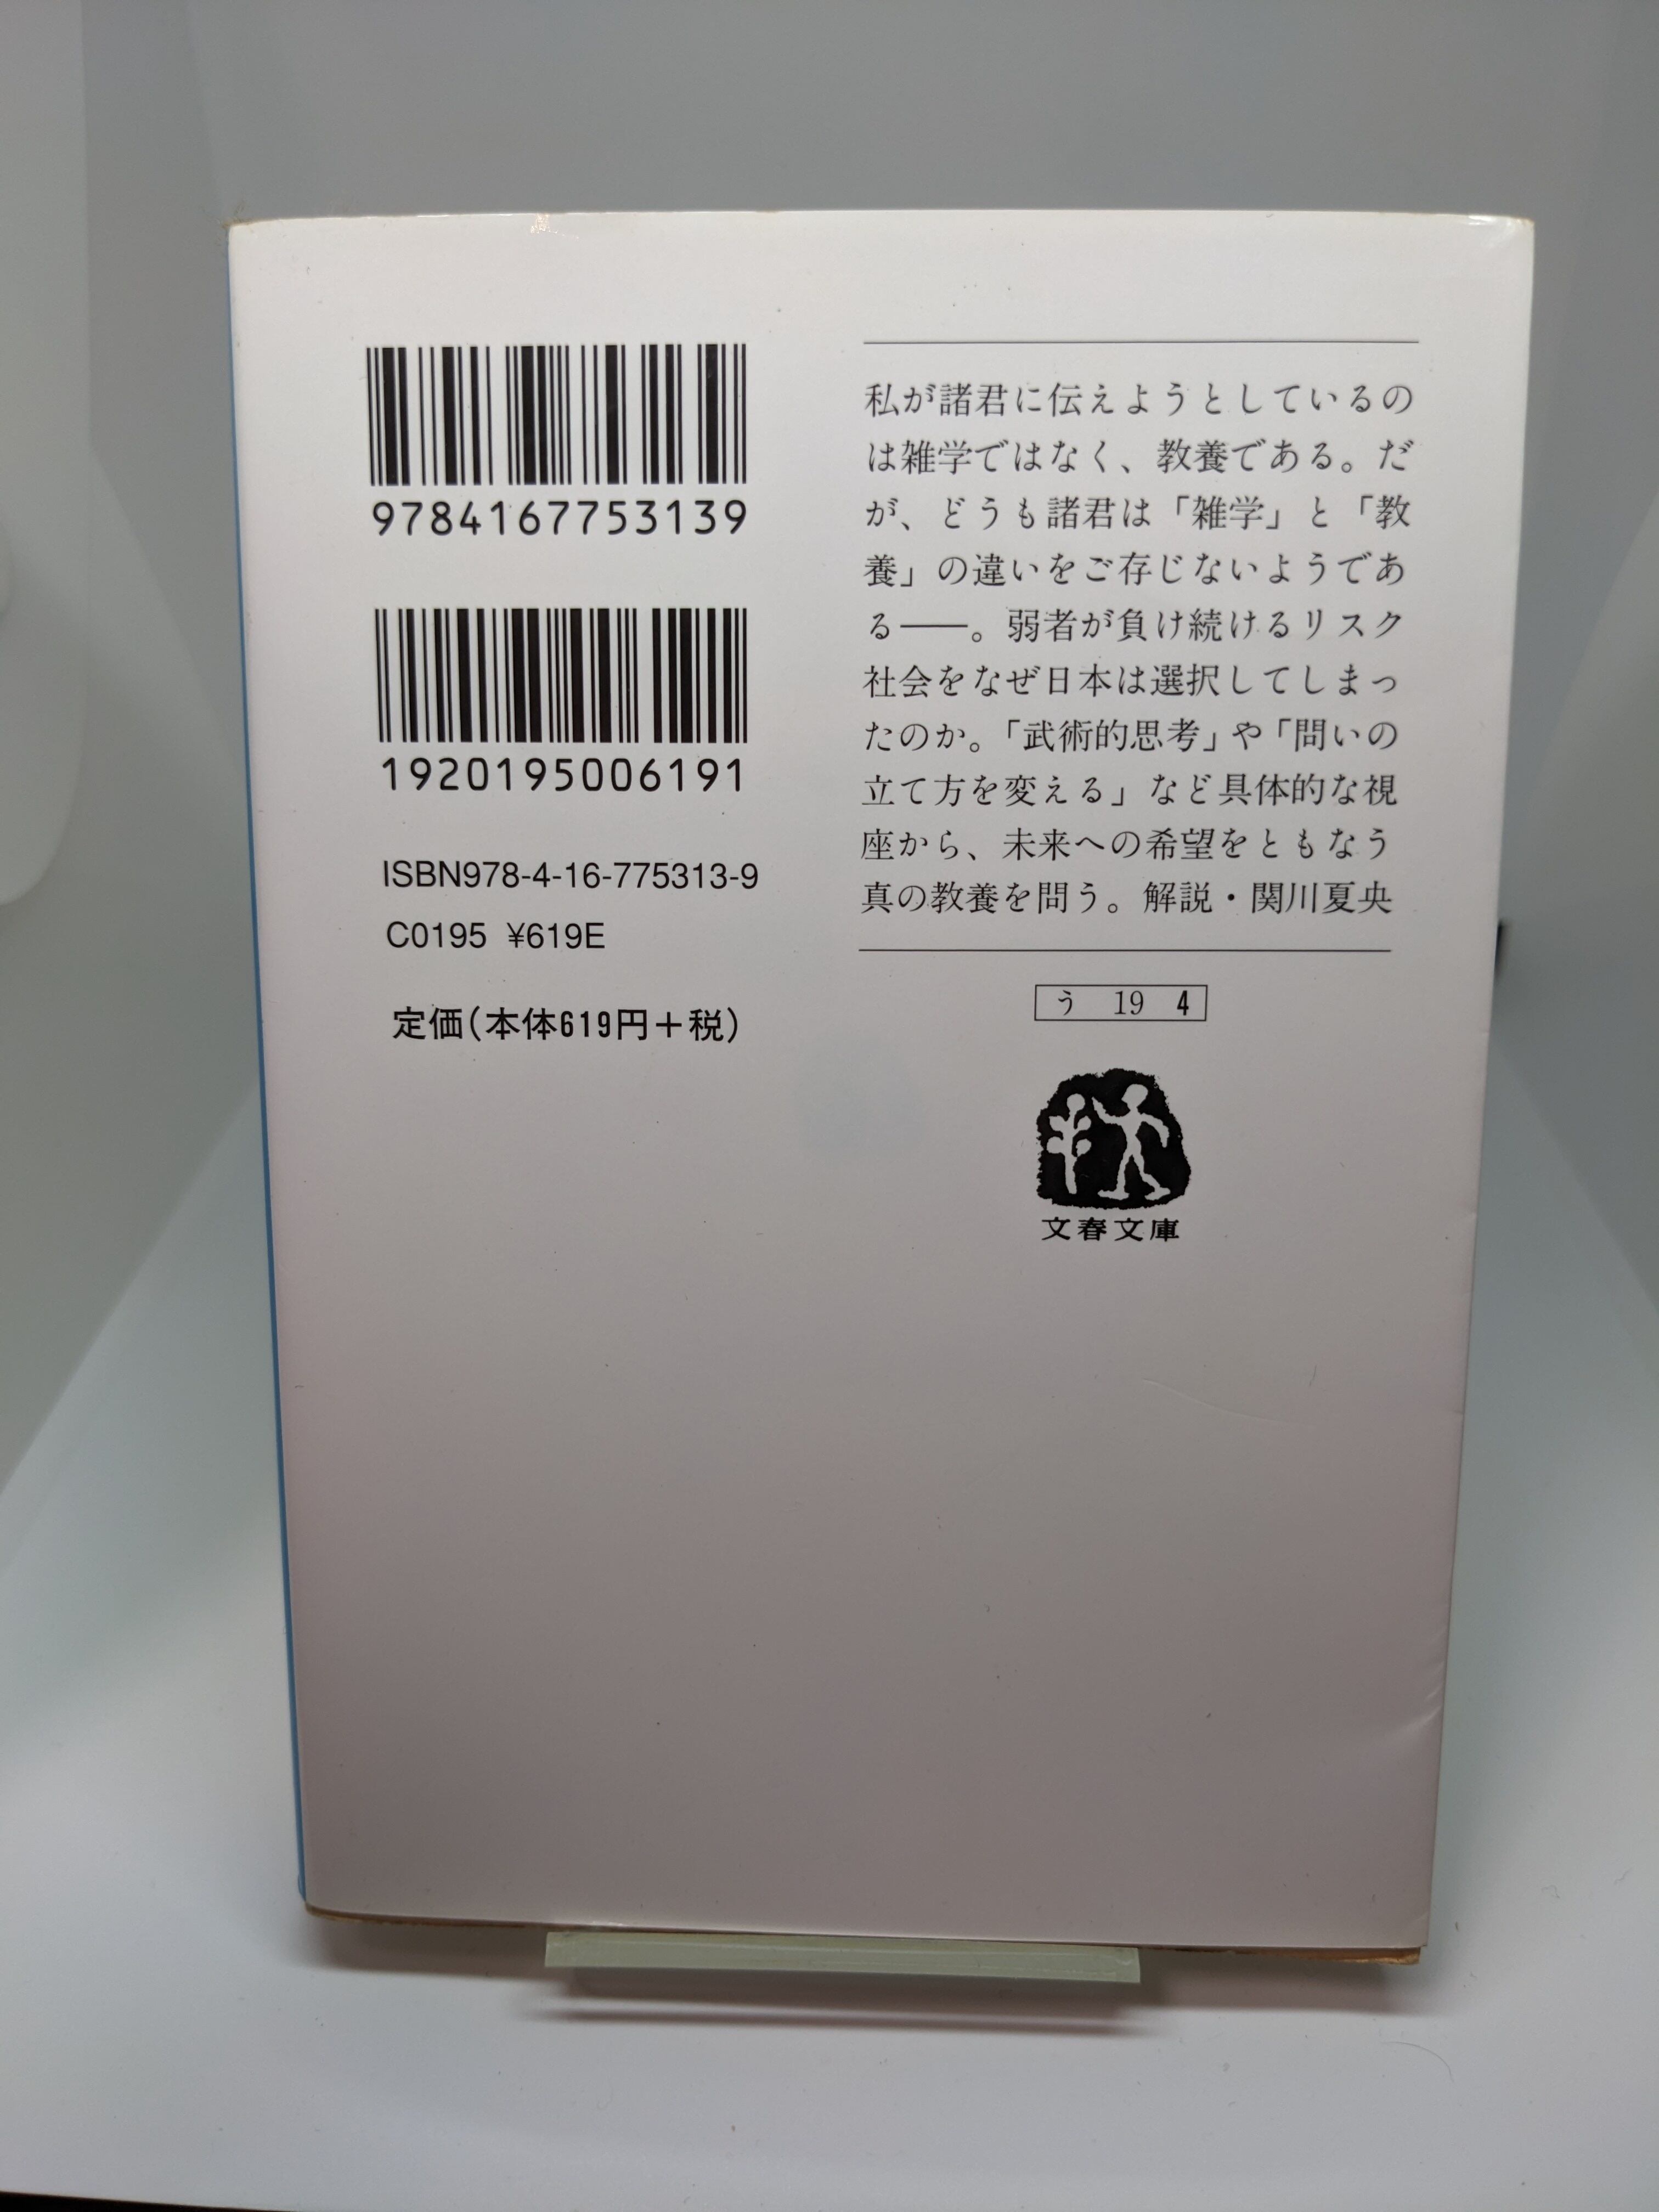 9784167753139
1920195006191
ISBN978-4-16-775313-9
C0195 ¥619E
定価(本体619円＋税)
私が諸君に伝えようとしているの
は雑学ではなく、教養である。だ
が、どうも諸君は「雑学」と「教
養」の違いをご存じないようであ
る――。弱者が負け続けるリスク
社会をなぜ日本は選択してしまっ
たのか。「武術的思考」や「問いの
立て方を変える」など具体的な視
座から、未来への希望をともなう
真の教養を問う。解説・関川夏央
う 19 4
文春文庫